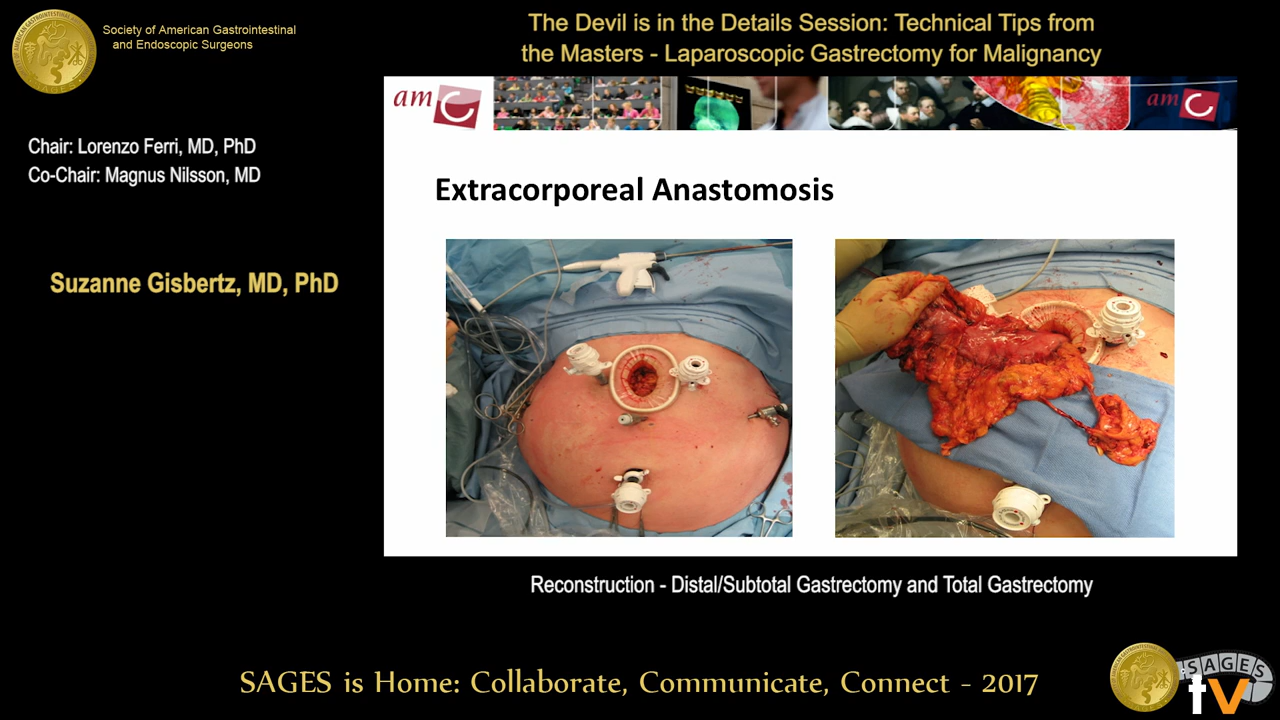 Society of American Gastrointestinal
and Endoscopic Surgeons
The Devil is in the Details Session: Technical Tips from
the Masters - Laparoscopic Gastrectomy for Malignancy
amc
amc
Chair: Lorenzo Ferri, MD, PhD
Co-Chair: Magnus Nilsson, MD
Extracorporeal Anastomosis
Suzanne Gisbertz, MD, PhD
Reconstruction - Distal/Subtotal Gastrectomy and Total Gastrectomy
SAGES is Home: Collaborate, Communicate, Connect - 2017
SAGES
tv